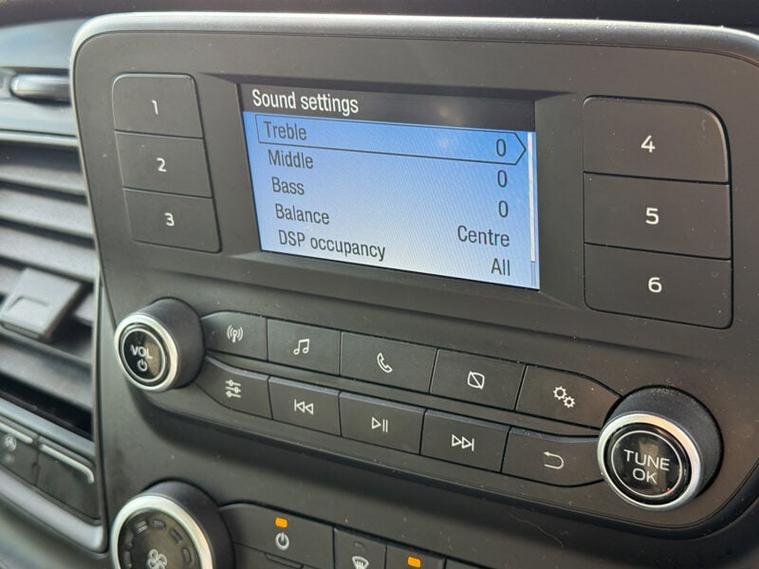 Sound settings
Treble 0
Middle 0
Bass 0
Balance Centre
DSP occupancy All
1
2
3
4
5
6
VOL
TUNE
OK